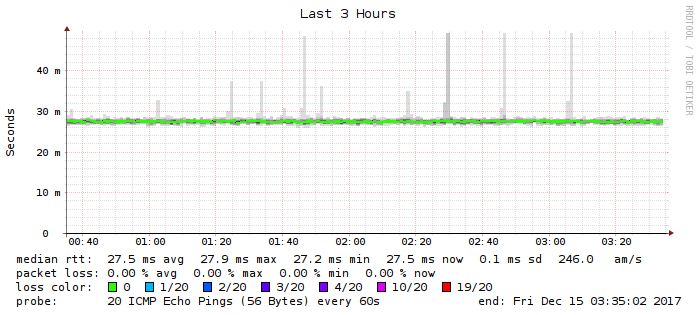 Last 3 Hours
RRDTOOL / TOBI OETIKER
Seconds
40 m
30 m
20 m
10 m
0
00:40 01:00 01:20 01:40 02:00 02:20 02:40 03:00 03:20
median rtt: 27.5 ms avg 27.9 ms max 27.2 ms min 27.5 ms now 0.1 ms sd 246.0 am/s
packet loss: 0.00 % avg 0.00 % max 0.00 % min 0.00 % now
loss color: 0 1/20 2/20 3/20 4/20 10/20 19/20
probe: 20 ICMP Echo Pings (56 Bytes) every 60s end: Fri Dec 15 03:35:02 2017